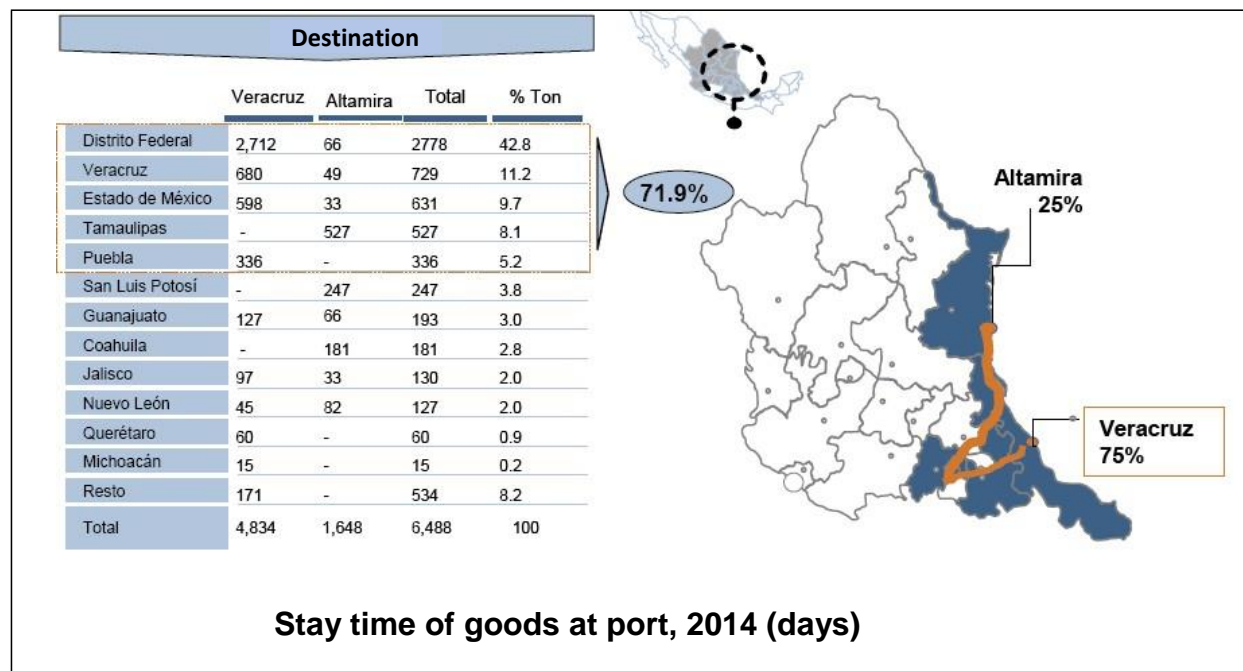 Destination
Veracruz Altamira Total % Ton
Distrito Federal 2,712 66 2778 42.8
Veracruz 680 49 729 11.2
Estado de México 598 33 631 9.7
Tamaulipas - 527 527 8.1
Puebla 336 - 336 5.2
San Luis Potosí - 247 247 3.8
Guanajuato 127 66 193 3.0
Coahuila - 181 181 2.8
Jalisco 97 33 130 2.0
Nuevo León 45 82 127 2.0
Querétaro 60 - 60 0.9
Michoacán 15 - 15 0.2
Resto 171 - 534 8.2
Total 4,834 1,648 6,488 100
71.9%
Altamira
25%
Veracruz
75%
Stay time of goods at port, 2014 (days)